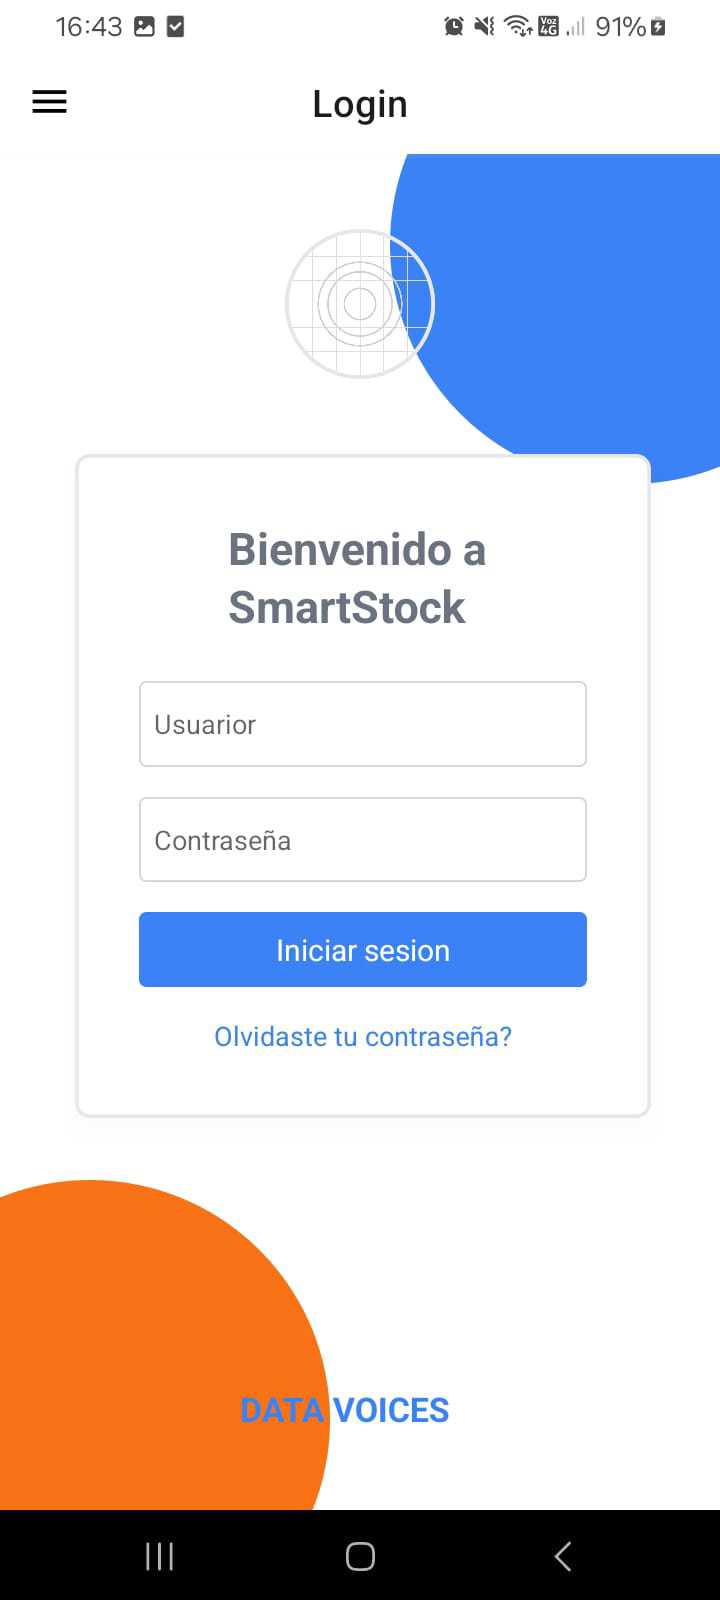 16:43 Voz 4G 91%
Login
Bienvenido a
SmartStock
Usuarior
Contraseña
Iniciar sesion
Olvidaste tu contraseña?
DATA VOICES